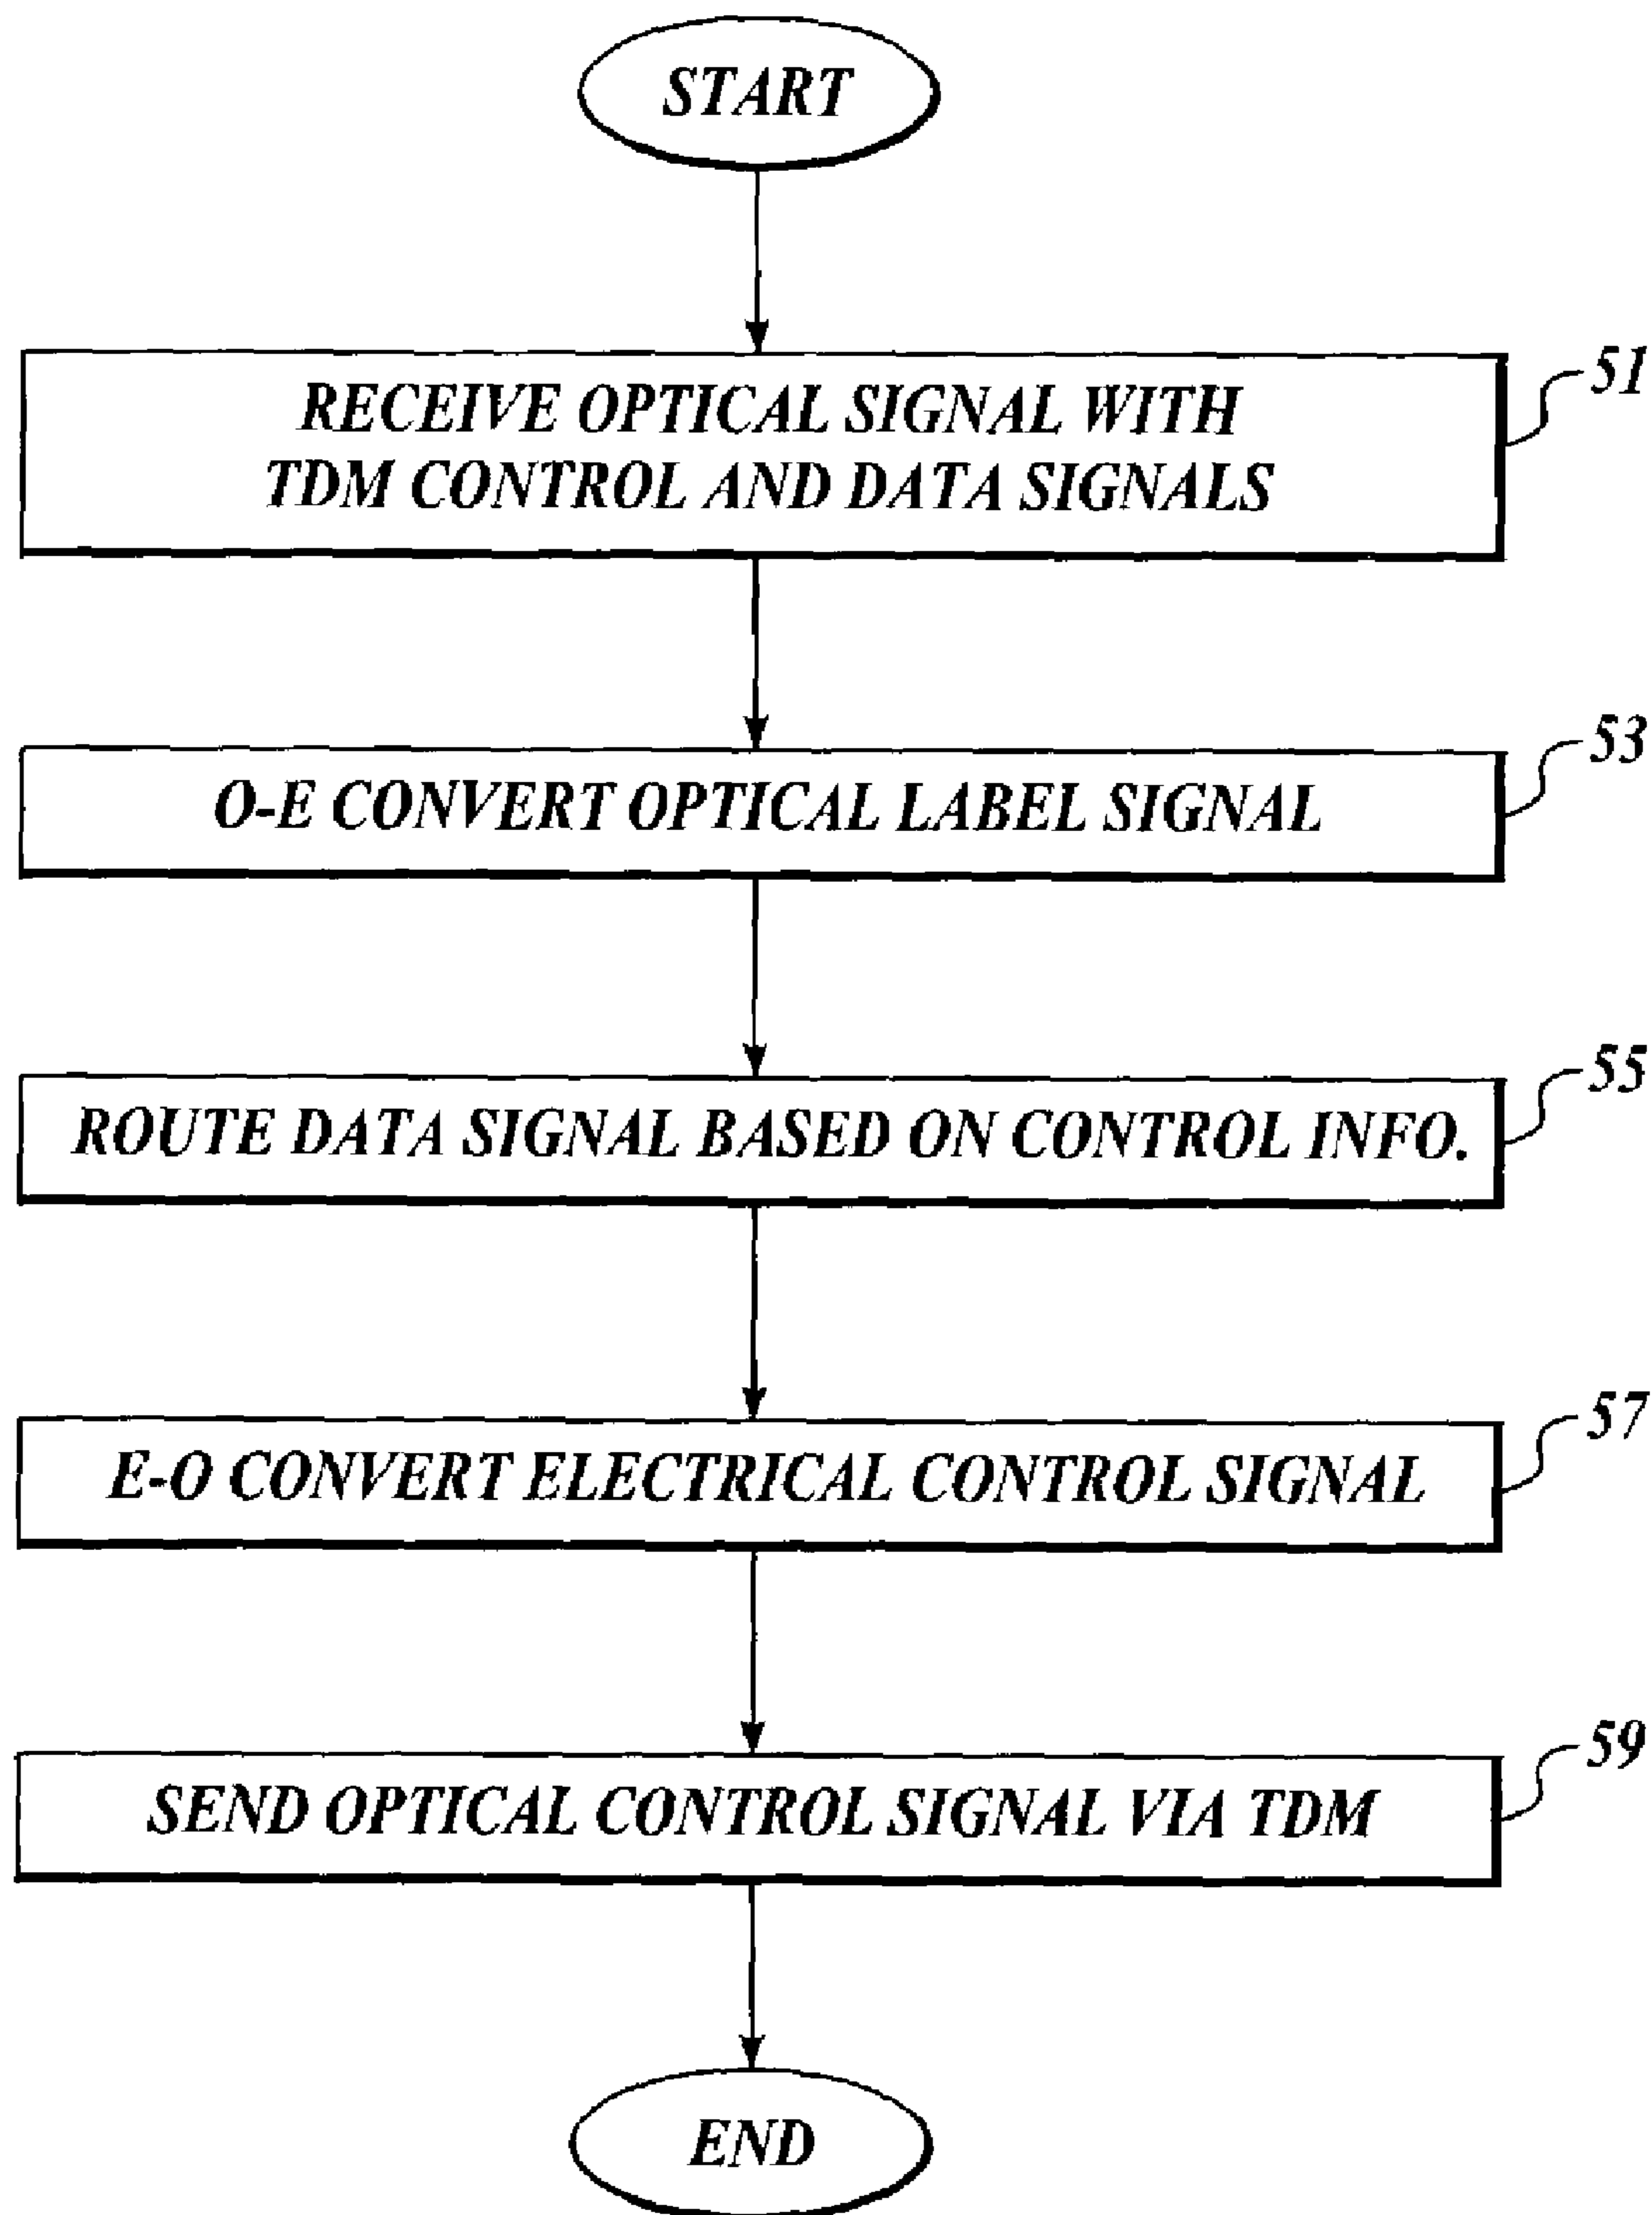 START
RECEIVE OPTICAL SIGNAL WITH
TDM CONTROL AND DATA SIGNALS
51
O-E CONVERT OPTICAL LABEL SIGNAL
53
ROUTE DATA SIGNAL BASED ON CONTROL INFO.
55
E-O CONVERT ELECTRICAL CONTROL SIGNAL
57
SEND OPTICAL CONTROL SIGNAL VIA TDM
59
END